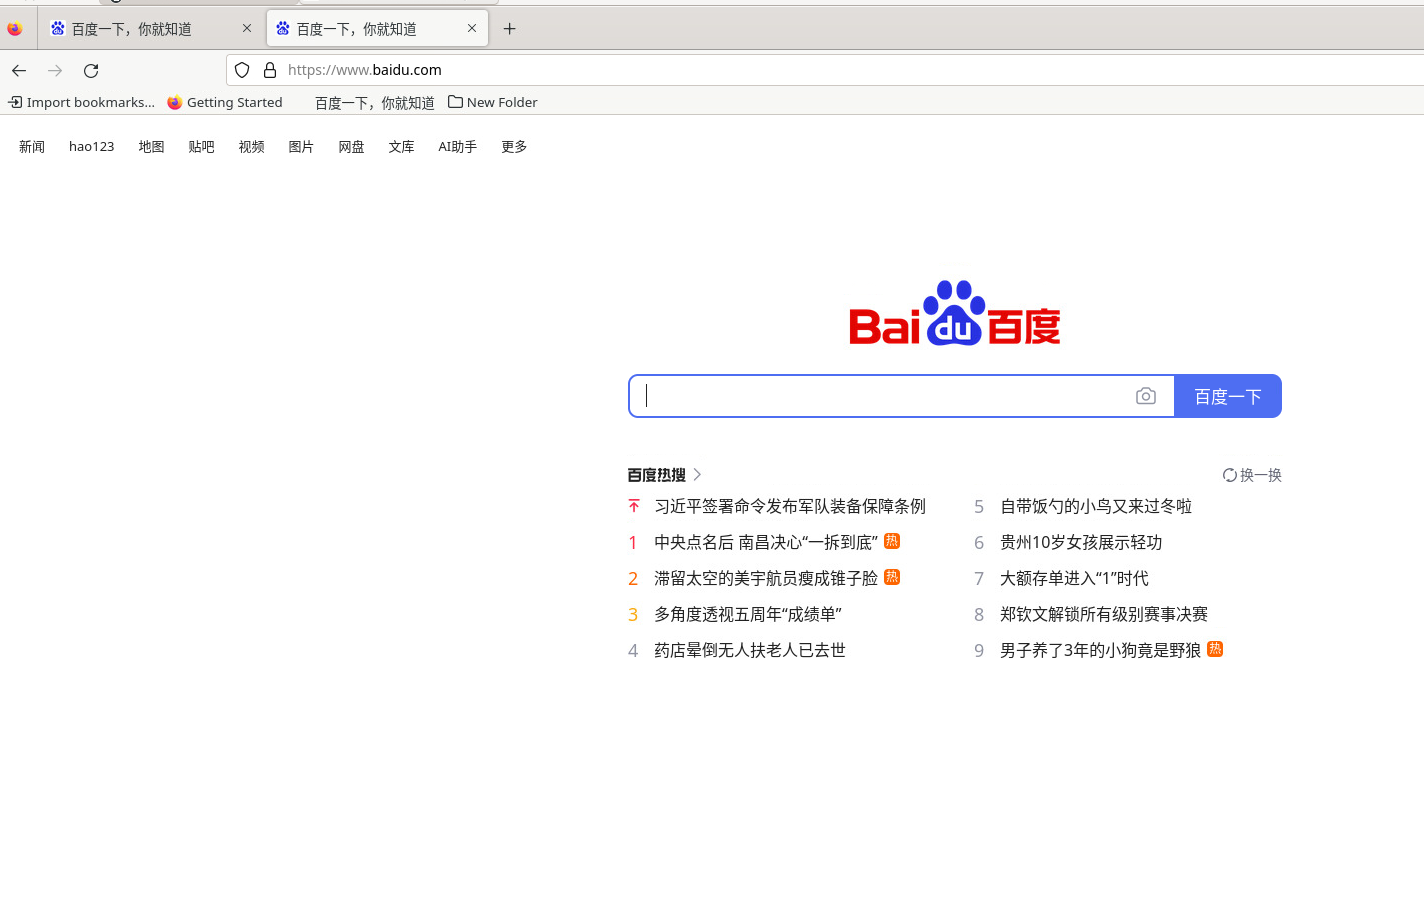 百度一下，你就知道
百度一下，你就知道
https://www.baidu.com
Import bookmarks...
Getting Started
百度一下，你就知道
New Folder
新闻 hao123 地图 贴吧 视频 图片 网盘 文库 AI助手 更多
Bai du 百度
百度一下
百度热搜
换一换
习近平签署命令发布军队装备保障条例
1 中央点名后 南昌决心“一拆到底” 热
2 滞留太空的美宇航员瘦成锥子脸 热
3 多角度透视五周年“成绩单”
4 药店晕倒无人扶老人已去世
5 自带饭勺的小鸟又来过冬啦
6 贵州10岁女孩展示轻功
7 大额存单进入“1”时代
8 郑钦文解锁所有级别赛事决赛
9 男子养了3年的小狗竟是野狼 热